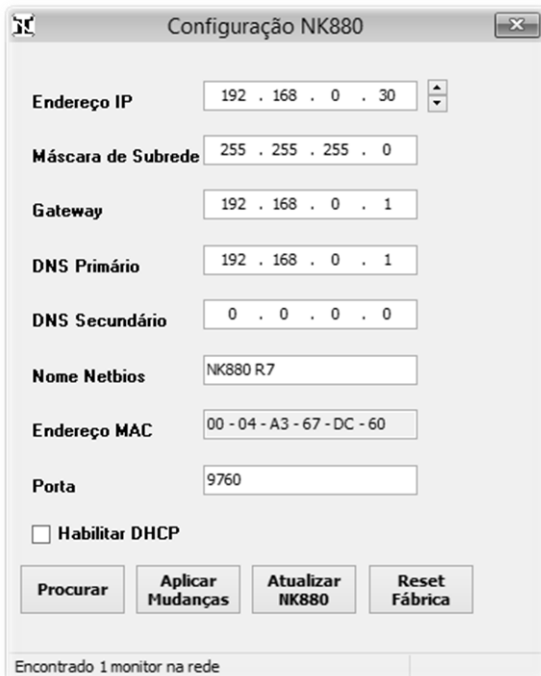 Configuração NK880
Endereço IP 192 . 168 . 0 . 30
Máscara de Subrede 255 . 255 . 255 . 0
Gateway 192 . 168 . 0 . 1
DNS Primário 192 . 168 . 0 . 1
DNS Secundário 0 . 0 . 0 . 0
Nome Netbios NK880 R7
Endereço MAC 00 - 04 - A3 - 67 - DC - 60
Porta 9760
Habilitar DHCP
Procurar Aplicar Mudanças Atualizar NK880 Reset Fábrica
Encontrado 1 monitor na rede